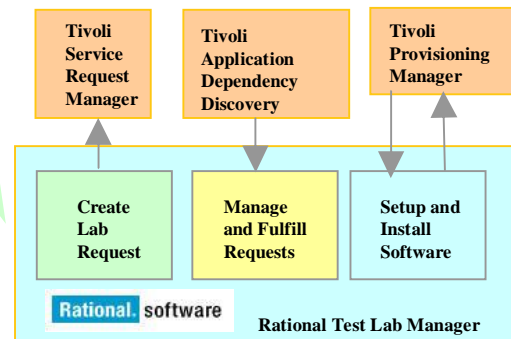 Tivoli
Service
Request
Manager
Tivoli
Application
Dependency
Discovery
Tivoli
Provisioning
Manager
Create
Lab
Request
Manage
and Fulfill
Requests
Setup and
Install
Software
Rational. software
Rational Test Lab Manager